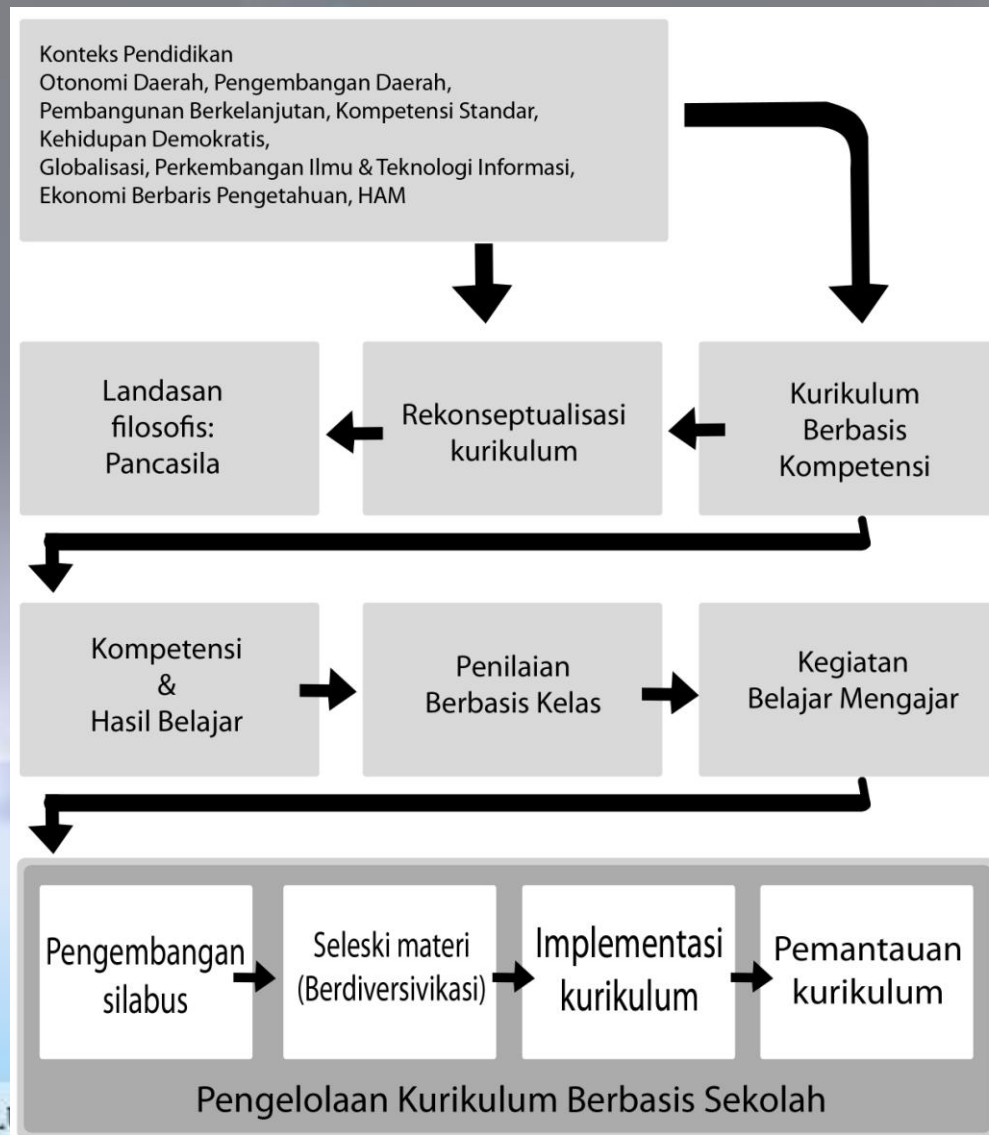 Konteks Pendidikan
Otonomi Daerah, Pengembangan Daerah,
Pembangunan Berkelanjutan, Kompetensi Standar,
Kehidupan Demokratis,
Globalisasi, Perkembangan Ilmu & Teknologi Informasi,
Ekonomi Berbaris Pengetahuan, HAM
Landasan
filosofis:
Pancasila
Rekonseptualisasi
kurikulum
Kurikulum
Berbasis
Kompetensi
Kompetensi
&
Hasil Belajar
Penilaian
Berbasis Kelas
Kegiatan
Belajar Mengajar
Pengembangan
silabus
Seleski materi
(Berdiversivikasi)
Implementasi
kurikulum
Pemantauan
kurikulum
Pengelolaan Kurikulum Berbasis Sekolah